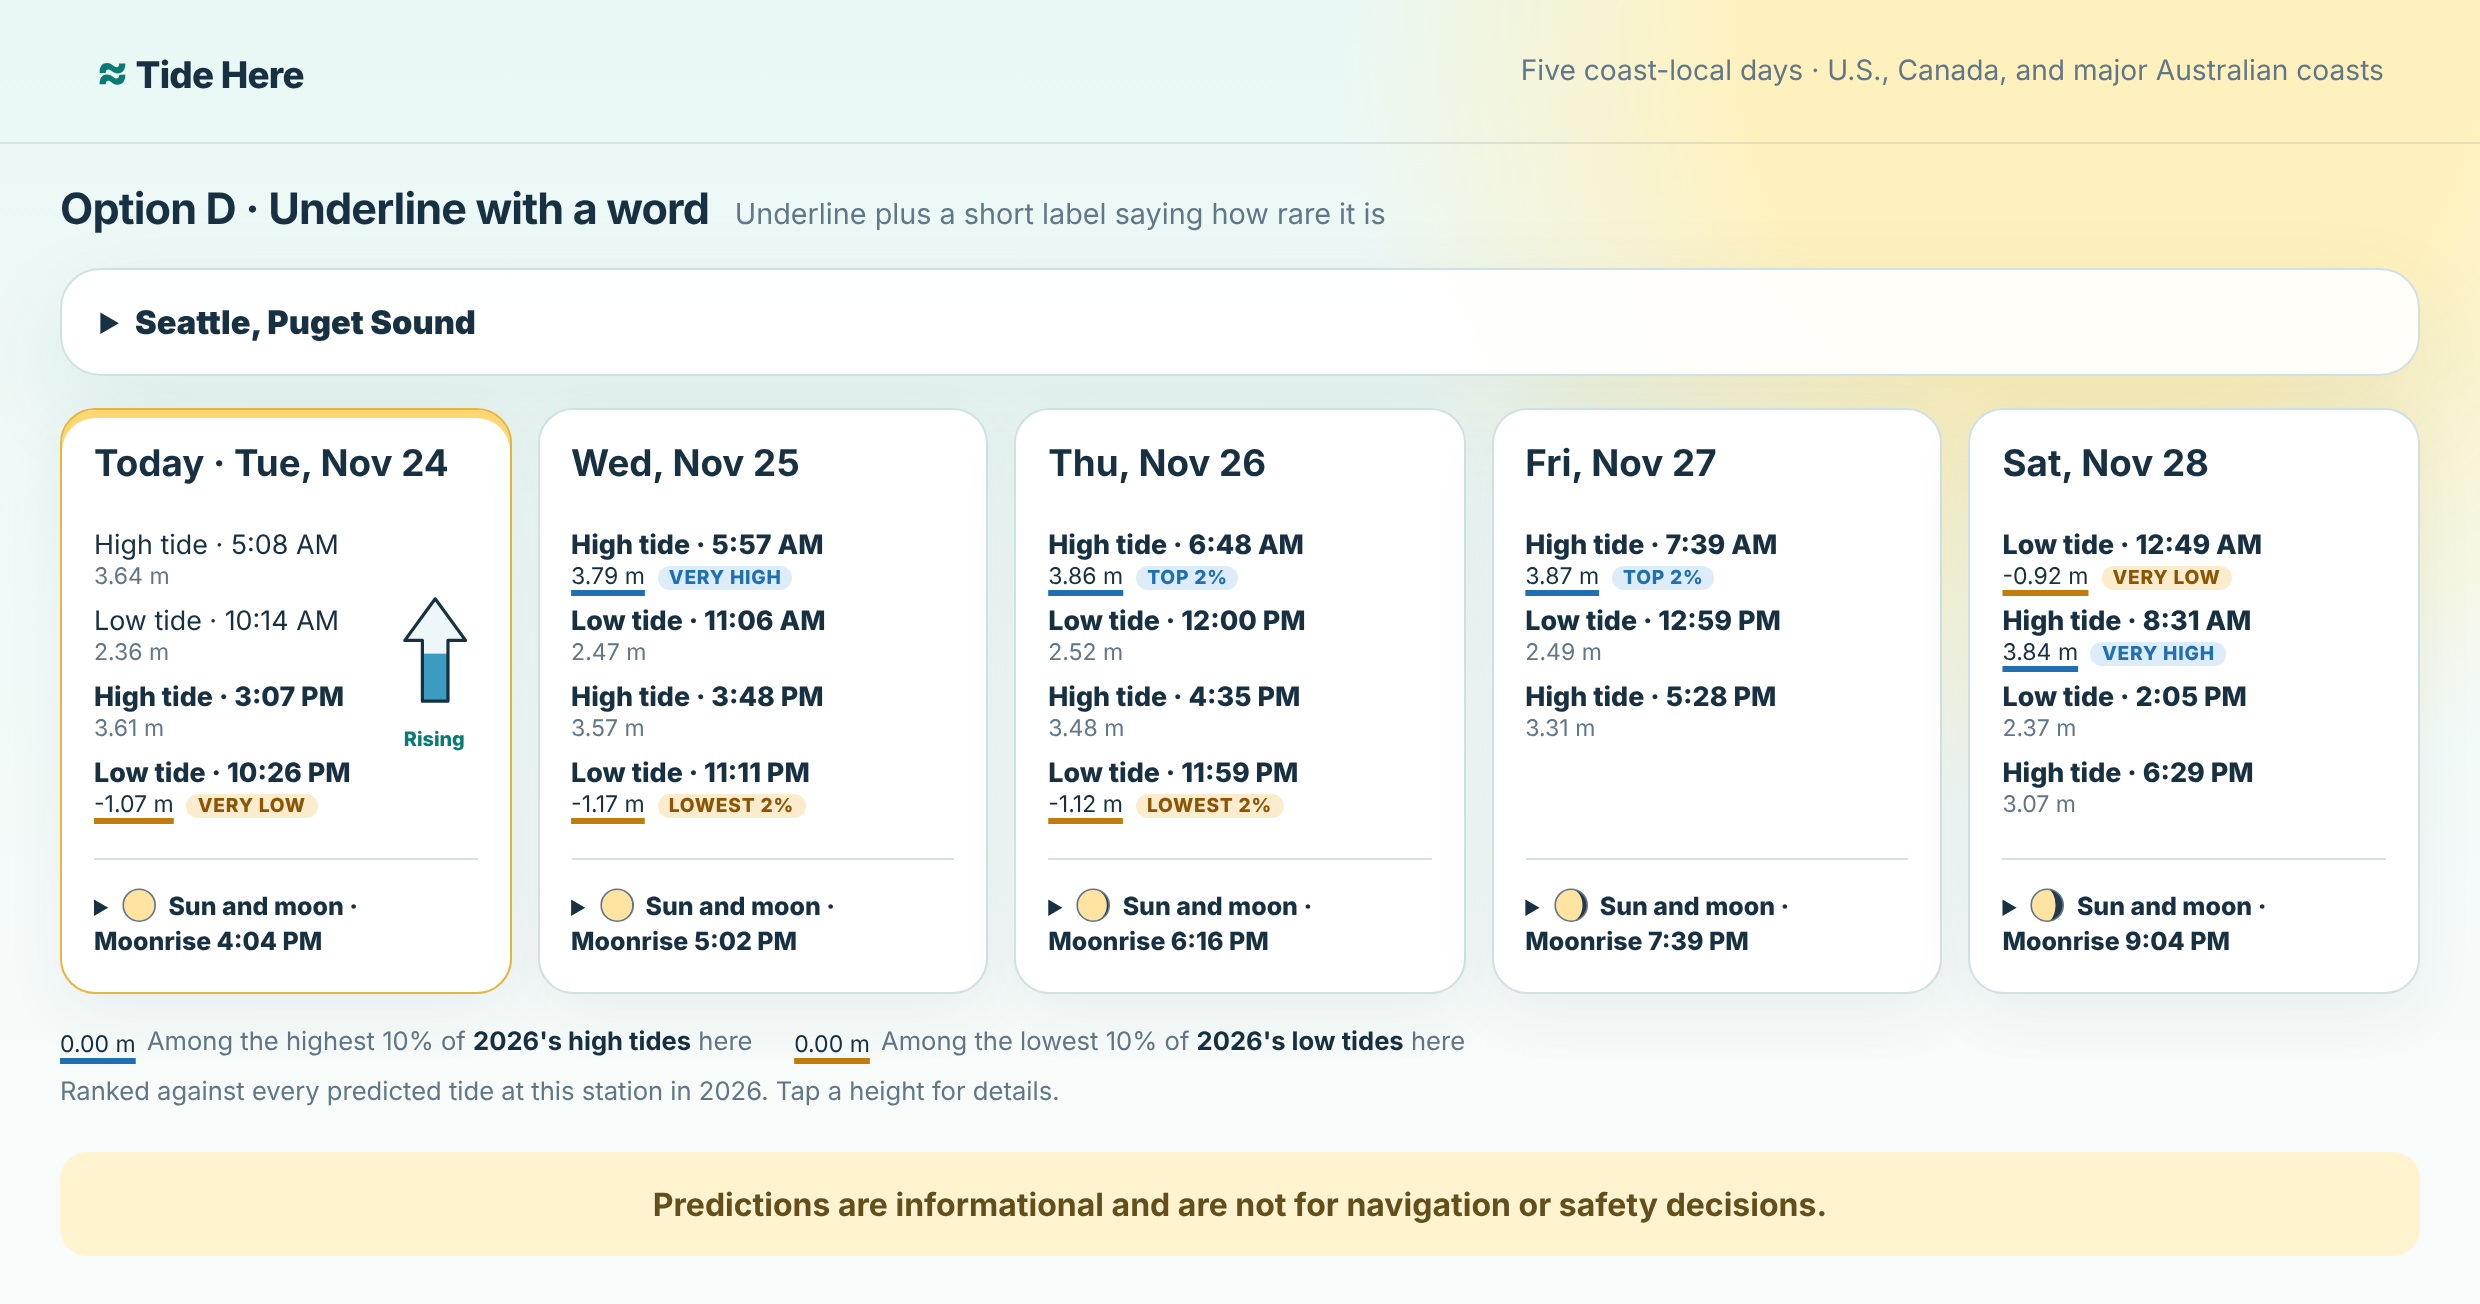 ≈ Tide Here
Five coast-local days · U.S., Canada, and major Australian coasts
Option D · Underline with a word Underline plus a short label saying how rare it is
▶ Seattle, Puget Sound
Today · Tue, Nov 24
High tide · 5:08 AM
3.64 m
Low tide · 10:14 AM
2.36 m
High tide · 3:07 PM
3.61 m
Low tide · 10:26 PM
-1.07 m VERY LOW
Rising
▶ Sun and moon ·
Moonrise 4:04 PM
Wed, Nov 25
High tide · 5:57 AM
3.79 m VERY HIGH
Low tide · 11:06 AM
2.47 m
High tide · 3:48 PM
3.57 m
Low tide · 11:11 PM
-1.17 m LOWEST 2%
▶ Sun and moon ·
Moonrise 5:02 PM
Thu, Nov 26
High tide · 6:48 AM
3.86 m TOP 2%
Low tide · 12:00 PM
2.52 m
High tide · 4:35 PM
3.48 m
Low tide · 11:59 PM
-1.12 m LOWEST 2%
▶ Sun and moon ·
Moonrise 6:16 PM
Fri, Nov 27
High tide · 7:39 AM
3.87 m TOP 2%
Low tide · 12:59 PM
2.49 m
High tide · 5:28 PM
3.31 m
▶ Sun and moon ·
Moonrise 7:39 PM
Sat, Nov 28
Low tide · 12:49 AM
-0.92 m VERY LOW
High tide · 8:31 AM
3.84 m VERY HIGH
Low tide · 2:05 PM
2.37 m
High tide · 6:29 PM
3.07 m
▶ Sun and moon ·
Moonrise 9:04 PM
0.00 m Among the highest 10% of 2026's high tides here 0.00 m Among the lowest 10% of 2026's low tides here
Ranked against every predicted tide at this station in 2026. Tap a height for details.
Predictions are informational and are not for navigation or safety decisions.